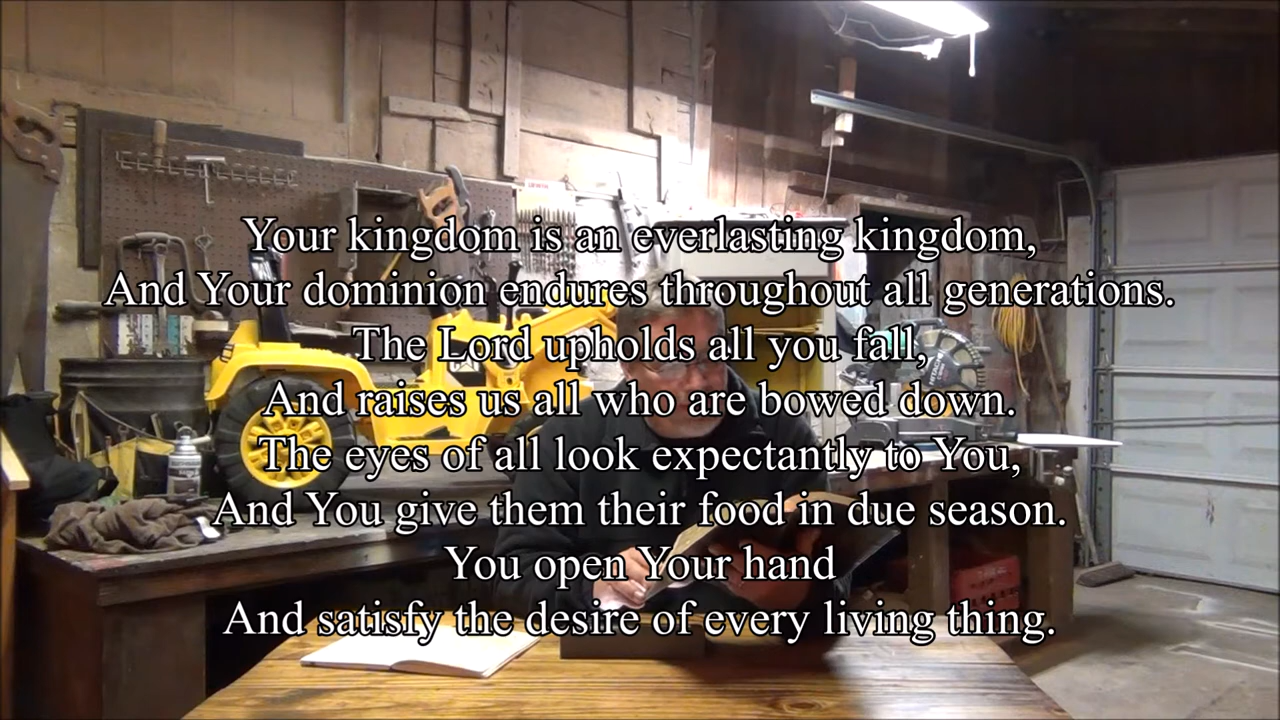 Your kingdom is an everlasting kingdom,
And Your dominion endures throughout all generations.
The Lord upholds all you fall,
And raises us all who are bowed down.
The eyes of all look expectantly to You,
And You give them their food in due season.
You open Your hand
And satisfy the desire of every living thing.